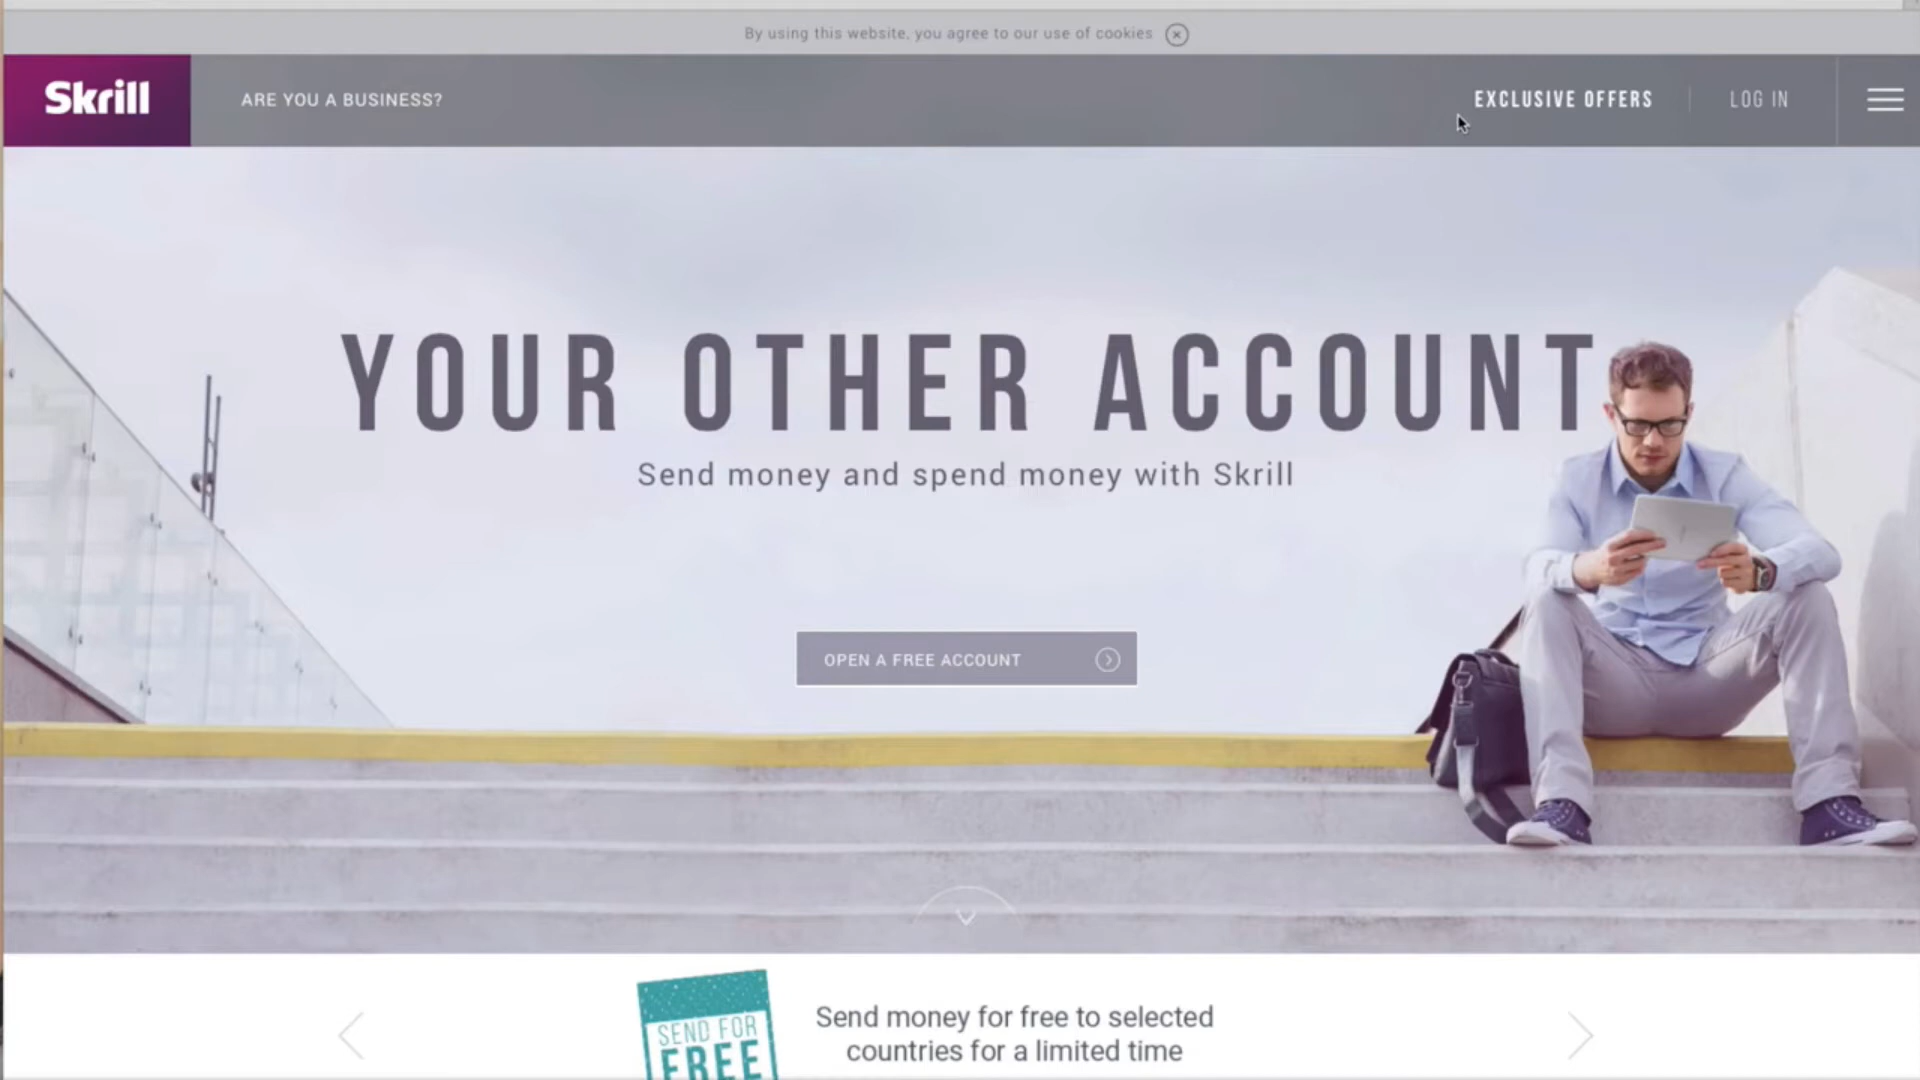 By using this website, you agree to our use of cookies
Skrill
ARE YOU A BUSINESS?
EXCLUSIVE OFFERS
LOG IN
YOUR OTHER ACCOUNT
Send money and spend money with Skrill
OPEN A FREE ACCOUNT
SEND FOR
FREE
Send money for free to selected
countries for a limited time